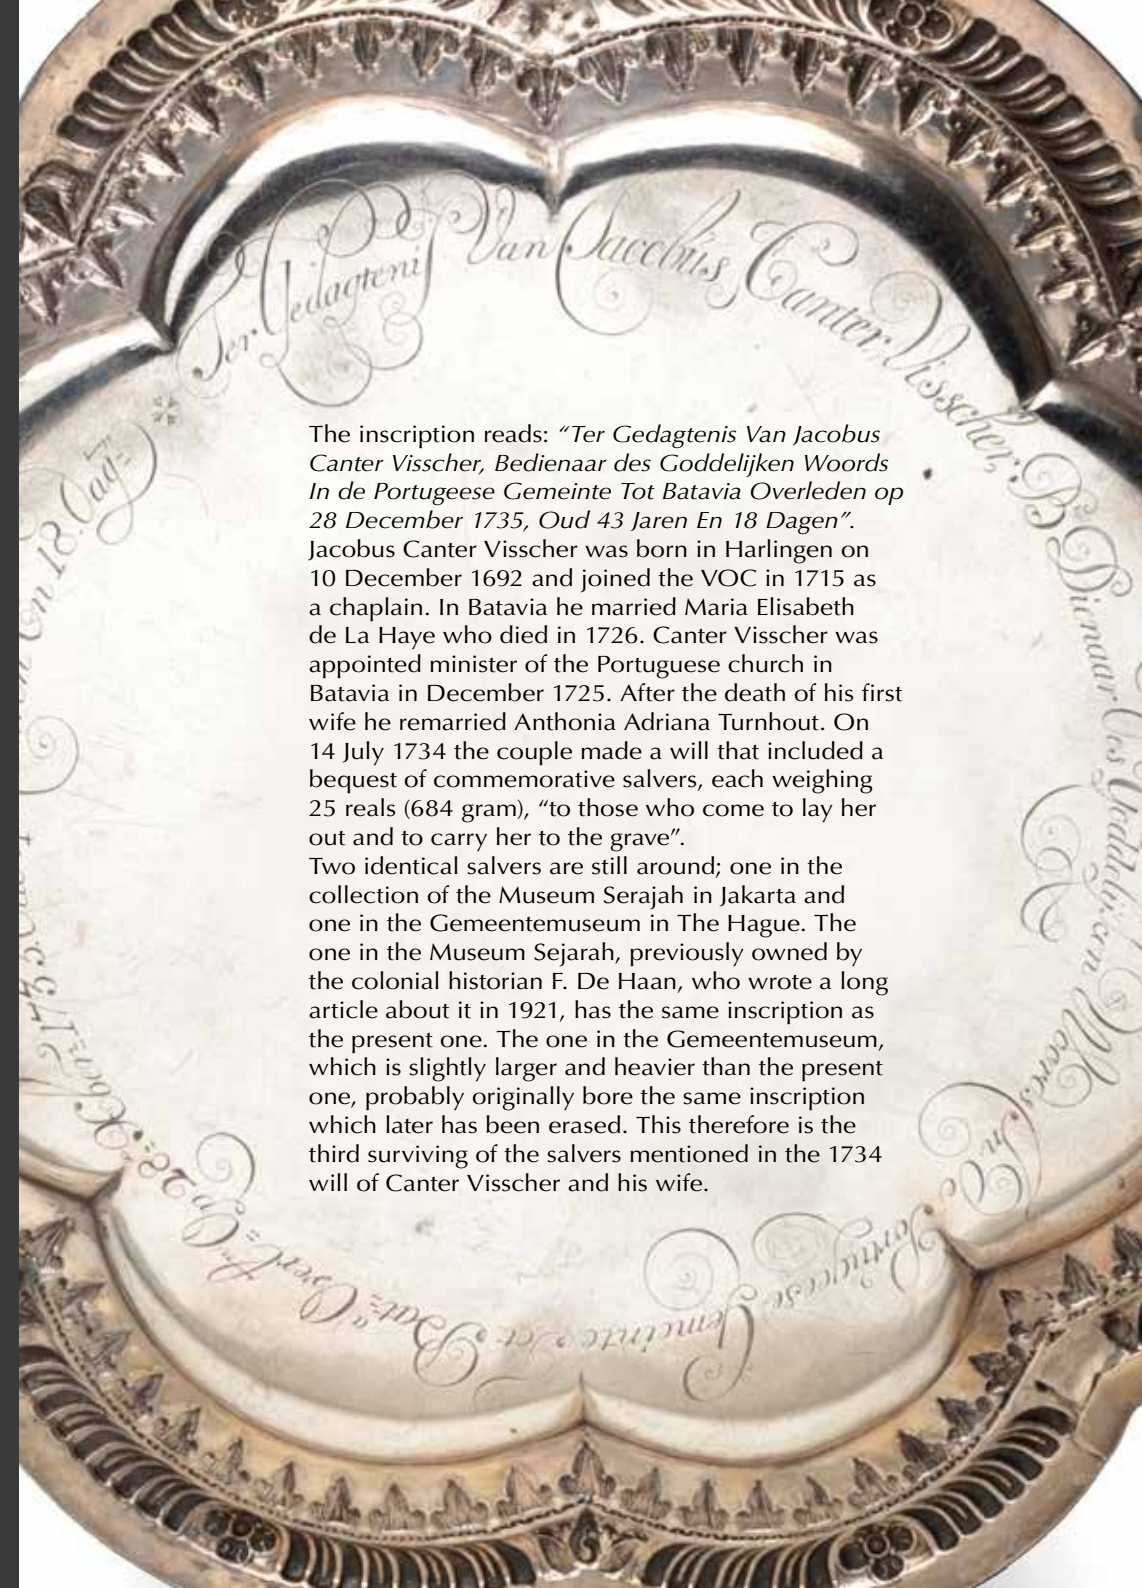 Ter Gedagtenis Van Jacobus Canter Visscher, Bedienaar Des Goddelijken Woords In De Portugeese Gemeinte
28
En 18 Dag=
The inscription reads: “Ter Gedagtenis Van Jacobus
Canter Visscher, Bedienaar des Goddelijken Woords
In de Portugeese Gemeinte Tot Batavia Overleden op
28 December 1735, Oud 43 Jaren En 18 Dagen”.
Jacobus Canter Visscher was born in Harlingen on
10 December 1692 and joined the VOC in 1715 as
a chaplain. In Batavia he married Maria Elisabeth
de La Haye who died in 1726. Canter Visscher was
appointed minister of the Portuguese church in
Batavia in December 1725. After the death of his first
wife he remarried Anthonia Adriana Turnhout. On
14 July 1734 the couple made a will that included a
bequest of commemorative salvers, each weighing
25 reals (684 gram), “to those who come to lay her
out and to carry her to the grave”.
Two identical salvers are still around; one in the
collection of the Museum Serajah in Jakarta and
one in the Gemeentemuseum in The Hague. The
one in the Museum Sejarah, previously owned by
the colonial historian F. De Haan, who wrote a long
article about it in 1921, has the same inscription as
the present one. The one in the Gemeentemuseum,
which is slightly larger and heavier than the present
one, probably originally bore the same inscription
which later has been erased. This therefore is the
third surviving of the salvers mentioned in the 1734
will of Canter Visscher and his wife.